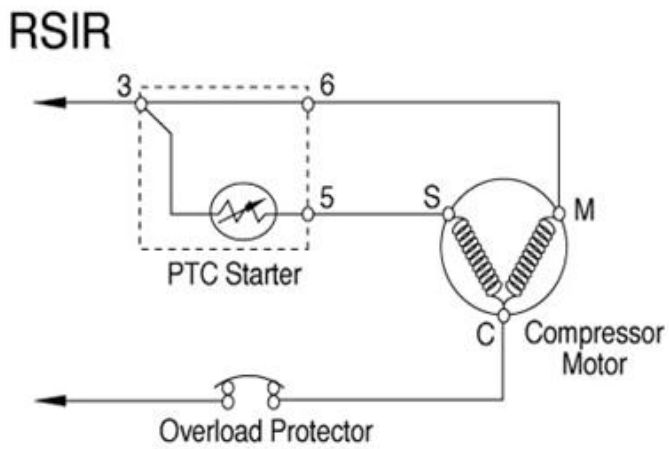 RSIR
3
6
5
S
M
PTC Starter
C
Compressor
Motor
Overload Protector